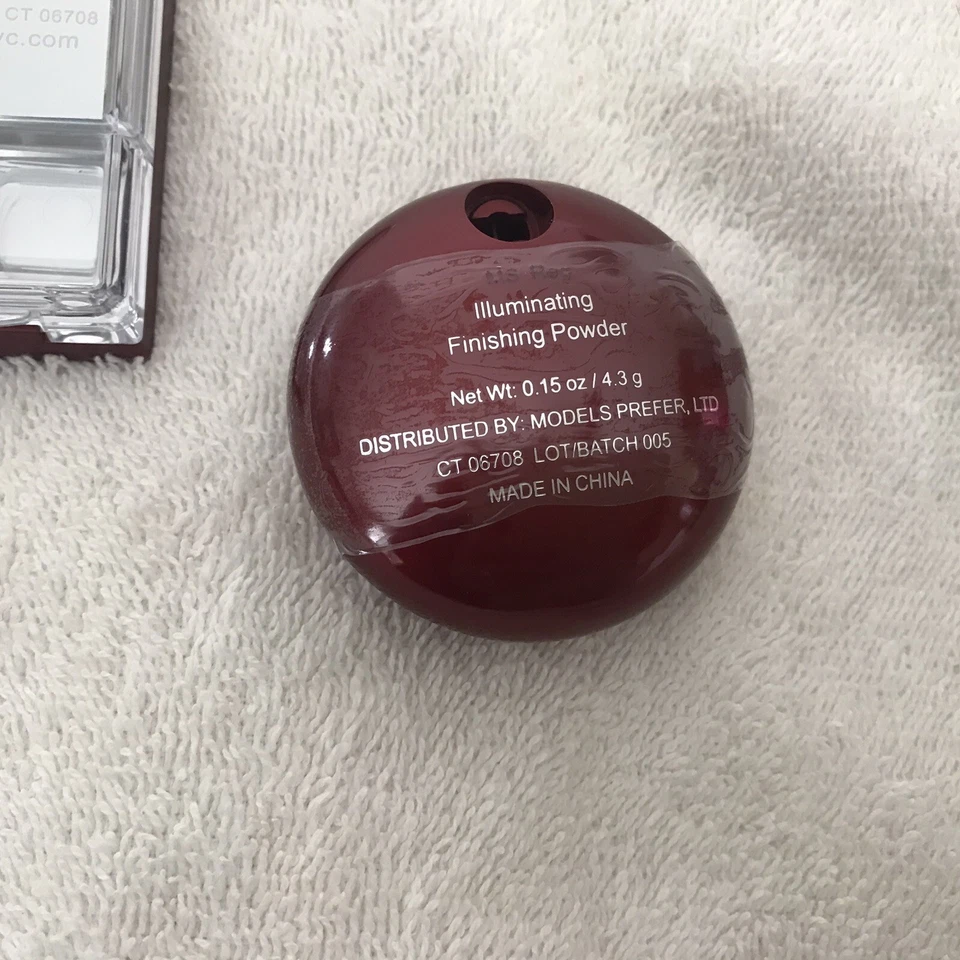 CT 06708
Illuminating
Finishing Powder
Net Wt: 0.15 oz / 4.3 g
DISTRIBUTED BY: MODELS PREFER, LTD
CT 06708 LOT/BATCH 005
MADE IN CHINA